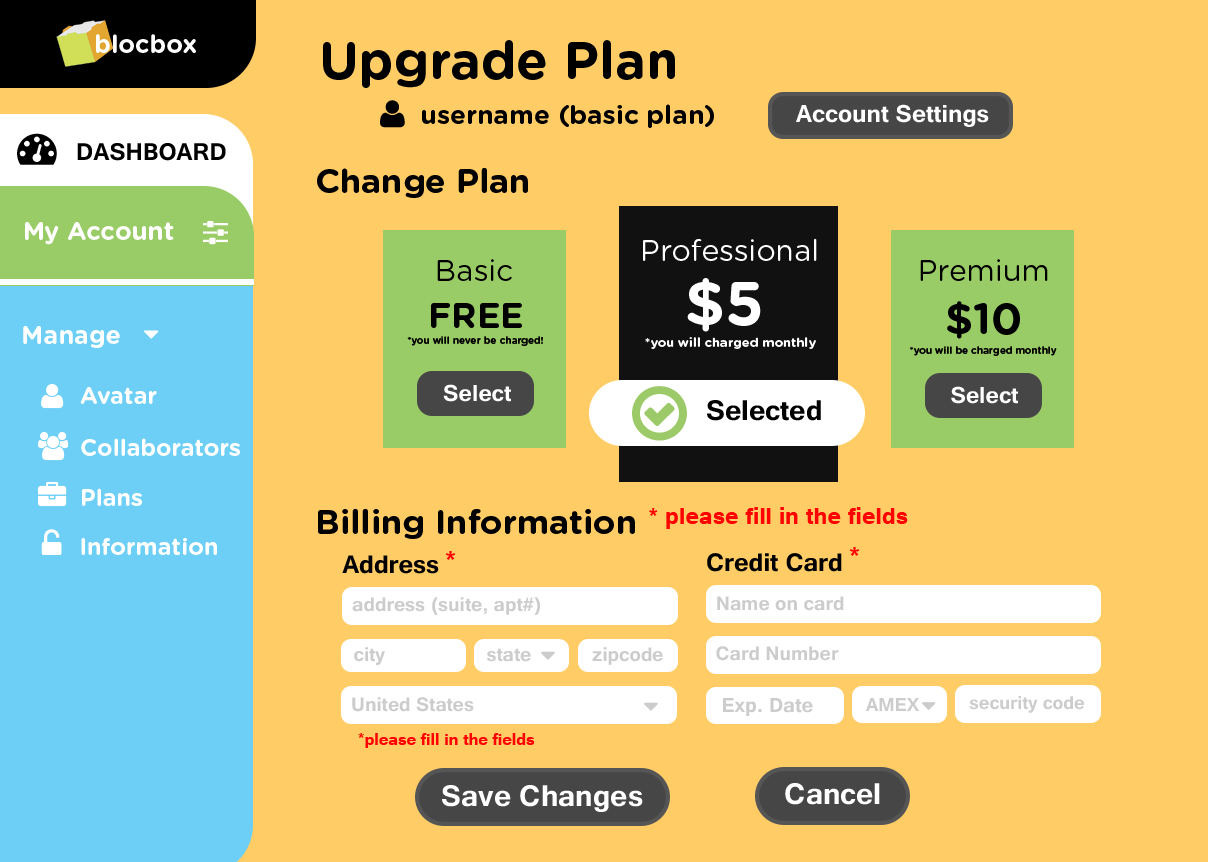 blocbox
DASHBOARD
My Account
Manage
Avatar
Collaborators
Plans
Information
Upgrade Plan
username (basic plan)
Account Settings
Change Plan
Basic
FREE
*you will never be charged!
Select
Professional
$5
*you will charged monthly
Selected
Premium
$10
*you will be charged monthly
Select
Billing Information * please fill in the fields
Address *
address (suite, apt#)
city state zipcode
United States
*please fill in the fields
Credit Card *
Name on card
Card Number
Exp. Date AMEX security code
Save Changes
Cancel